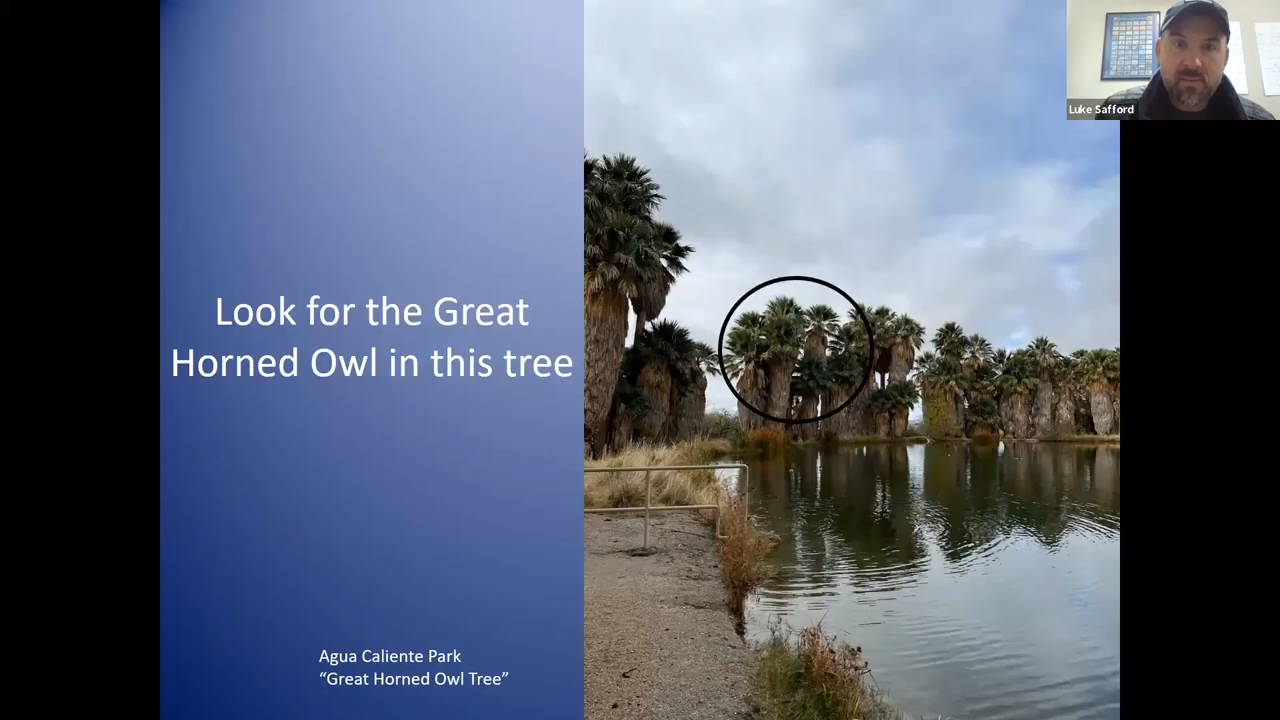 Luke Safford
Look for the Great
Horned Owl in this tree
Agua Caliente Park
“Great Horned Owl Tree”